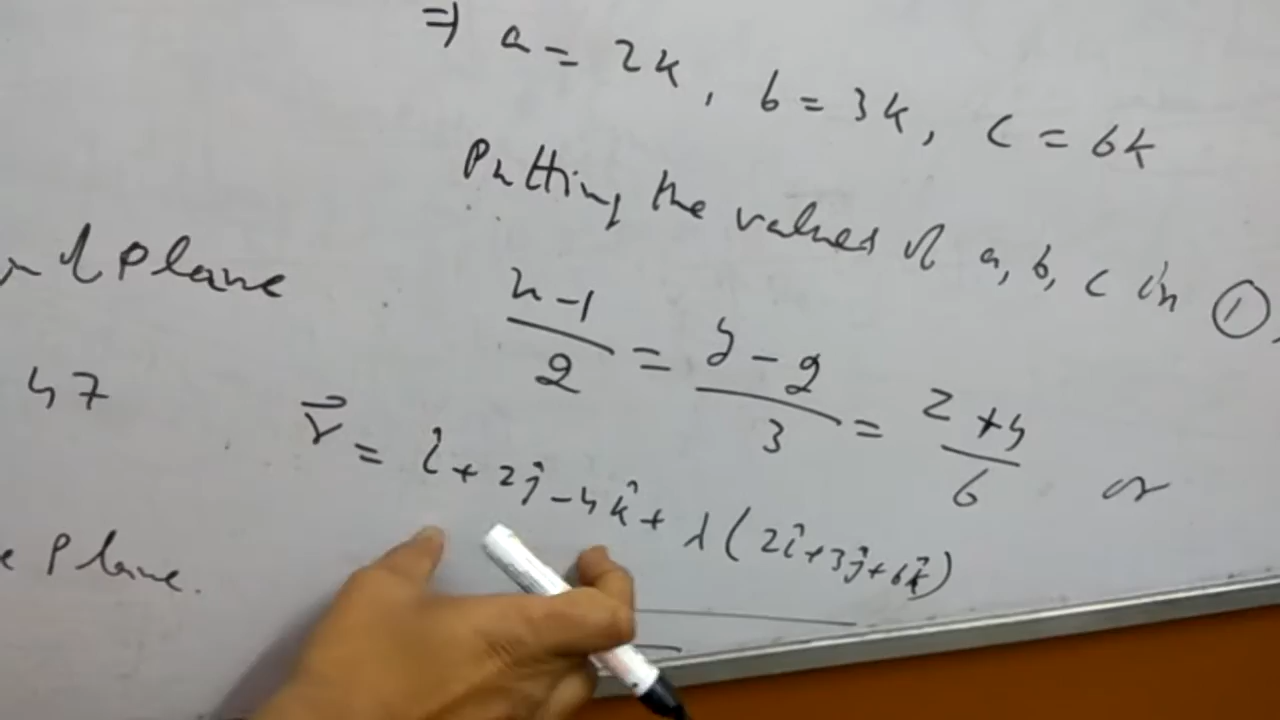 ⇒ a = 2k, b = 3k, c = 6k
Putting the values of a, b, c in ①,
of Plane
(x-1)/2 = (y-2)/3 = (z+4)/6 or
47
r⃗ = î + 2ĵ - 4k̂ + λ(2î + 3ĵ + 6k̂)
Plane.